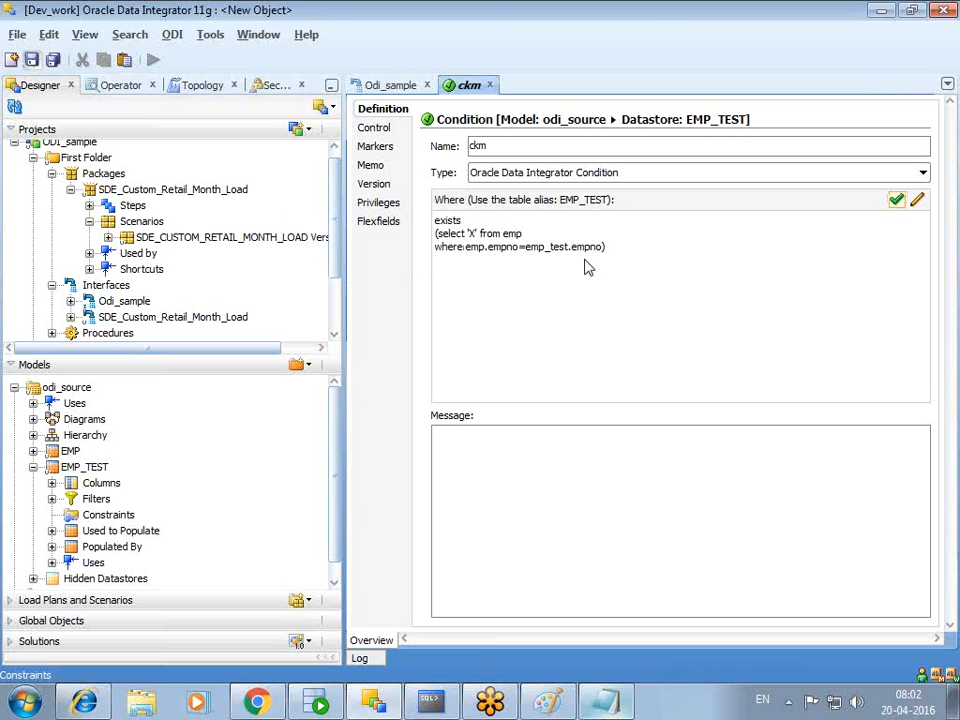 [Dev_work] Oracle Data Integrator 11g : <New Object>
File Edit View Search ODI Tools Window Help
Designer Operator Topology Sec...
Odi_sample ckm
Projects
ODI_sample
First Folder
Packages
SDE_Custom_Retail_Month_Load
Steps
Scenarios
SDE_CUSTOM_RETAIL_MONTH_LOAD Vers
Used by
Shortcuts
Interfaces
Odi_sample
SDE_Custom_Retail_Month_Load
Procedures
Models
odi_source
Uses
Diagrams
Hierarchy
EMP
EMP_TEST
Columns
Filters
Constraints
Used to Populate
Populated By
Uses
Hidden Datastores
Load Plans and Scenarios
Global Objects
Solutions
Definition
Control
Markers
Memo
Version
Privileges
Flexfields
Condition [Model: odi_source ▸ Datastore: EMP_TEST]
Name: ckm
Type: Oracle Data Integrator Condition
Where (Use the table alias: EMP_TEST):
exists
(select 'X' from emp
where emp.empno=emp_test.empno)
Message:
Overview
Log
Constraints
EN
08:02
20-04-2016